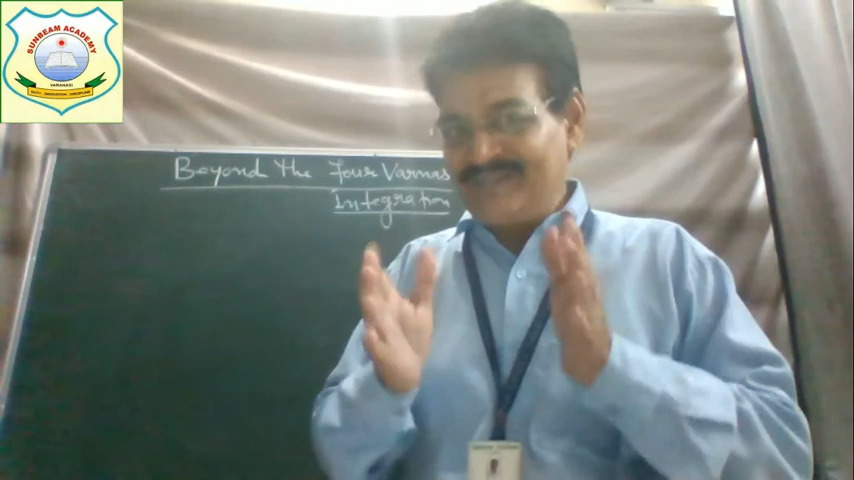 SUNBEAM ACADEMY
VARANASI
Beyond the Four Varnas
Integration